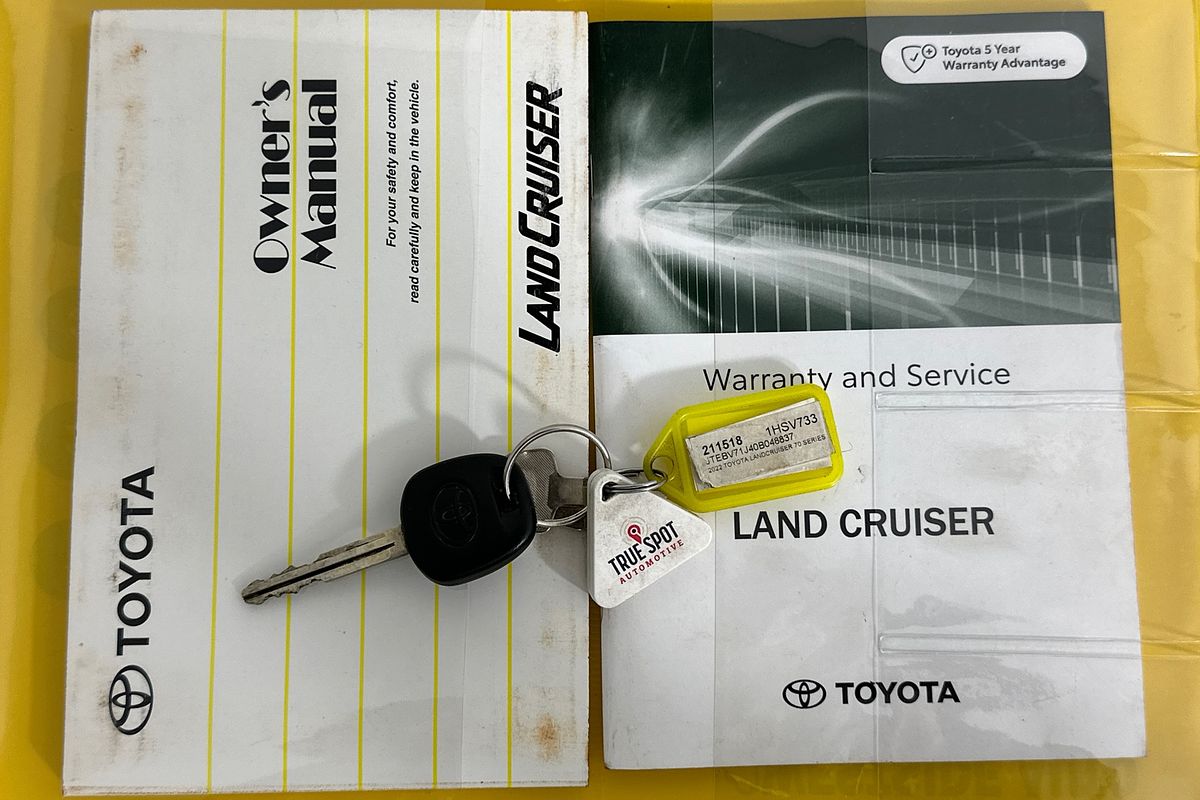 Owner's
Manual
For your safety and comfort,
read carefully and keep in the vehicle.
LAND CRUISER
TOYOTA
Toyota 5 Year
Warranty Advantage
Warranty and Service
LAND CRUISER
TOYOTA
211518 1HSV733
JTEBV71J40B048837
2022 TOYOTA LANDCRUISER 70 SERIES
TRUE SPOT
AUTOMOTIVE